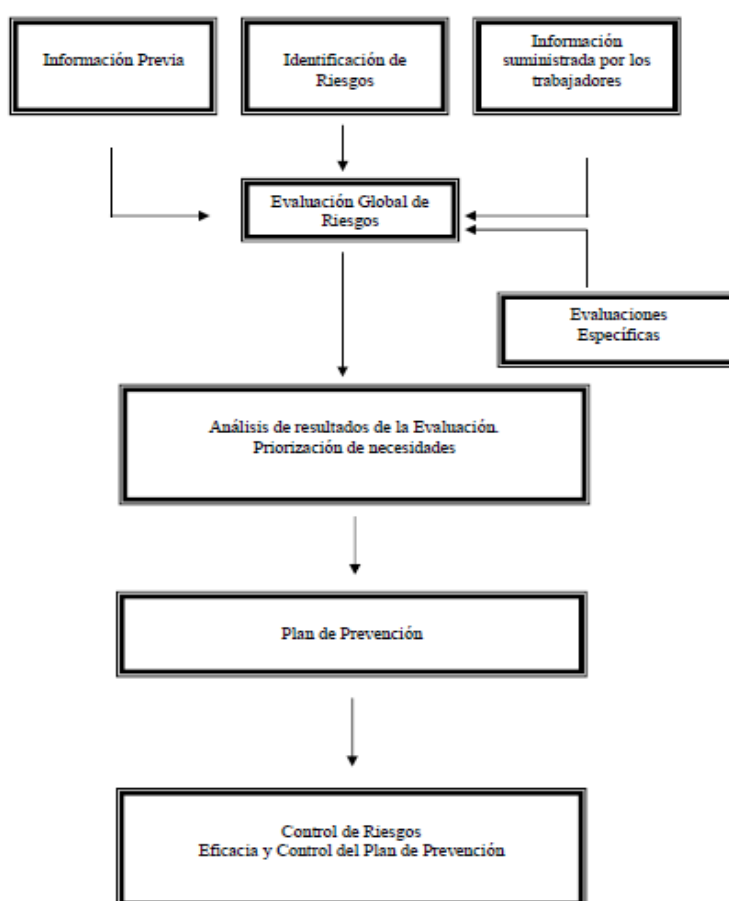 Información Previa
Identificación de
Riesgos
Información
suministrada por los
trabajadores
Evaluación Global de
Riesgos
Evaluaciones
Específicas
Análisis de resultados de la Evaluación.
Priorización de necesidades
Plan de Prevención
Control de Riesgos
Eficacia y Control del Plan de Prevención